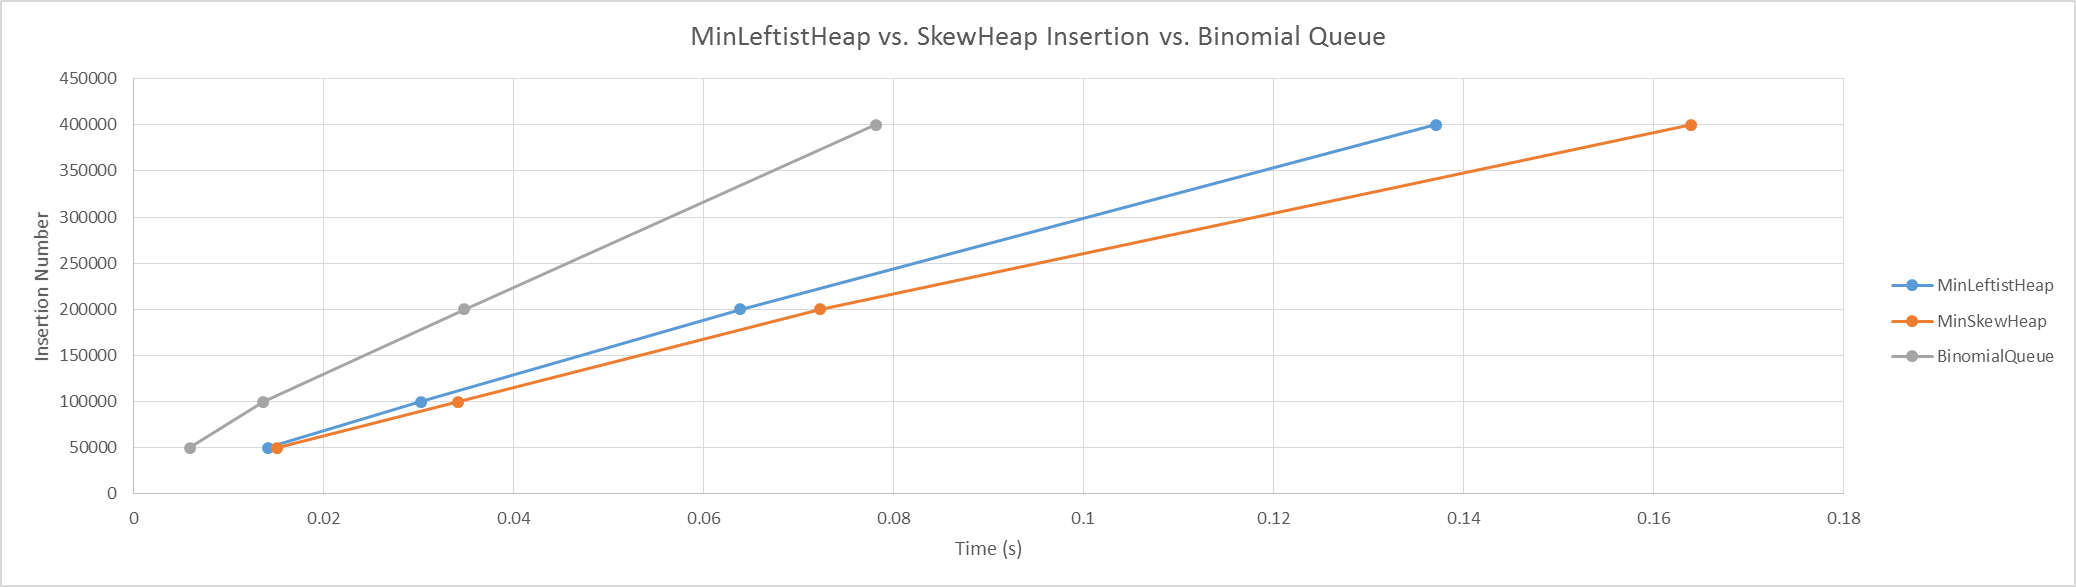 MinLeftistHeap vs. SkewHeap Insertion vs. Binomial Queue
450000
400000
350000
300000
250000
200000
150000
100000
50000
0
Insertion Number
0 0.02 0.04 0.06 0.08 0.1 0.12 0.14 0.16 0.18
Time (s)
MinLeftistHeap
MinSkewHeap
BinomialQueue